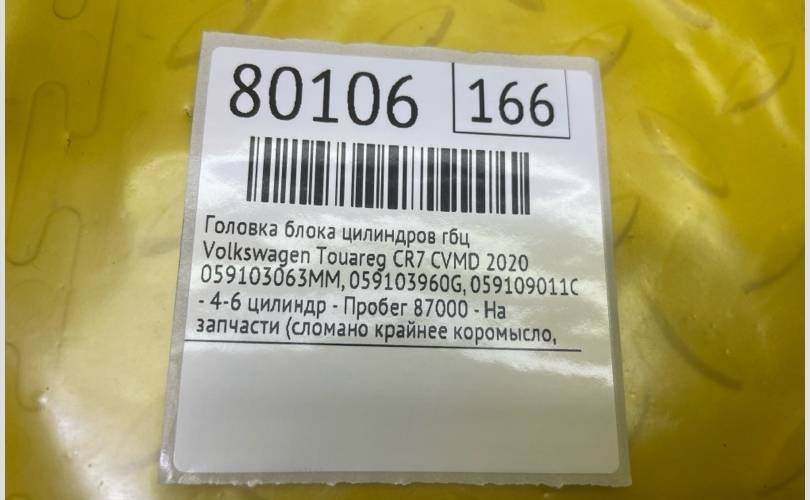 80106 166
Головка блока цилиндров гбц
Volkswagen Touareg CR7 CVMD 2020
059103063MM, 059103960G, 059109011C
- 4-6 цилиндр - Пробег 87000 - На
запчасти (сломано крайнее коромысло,